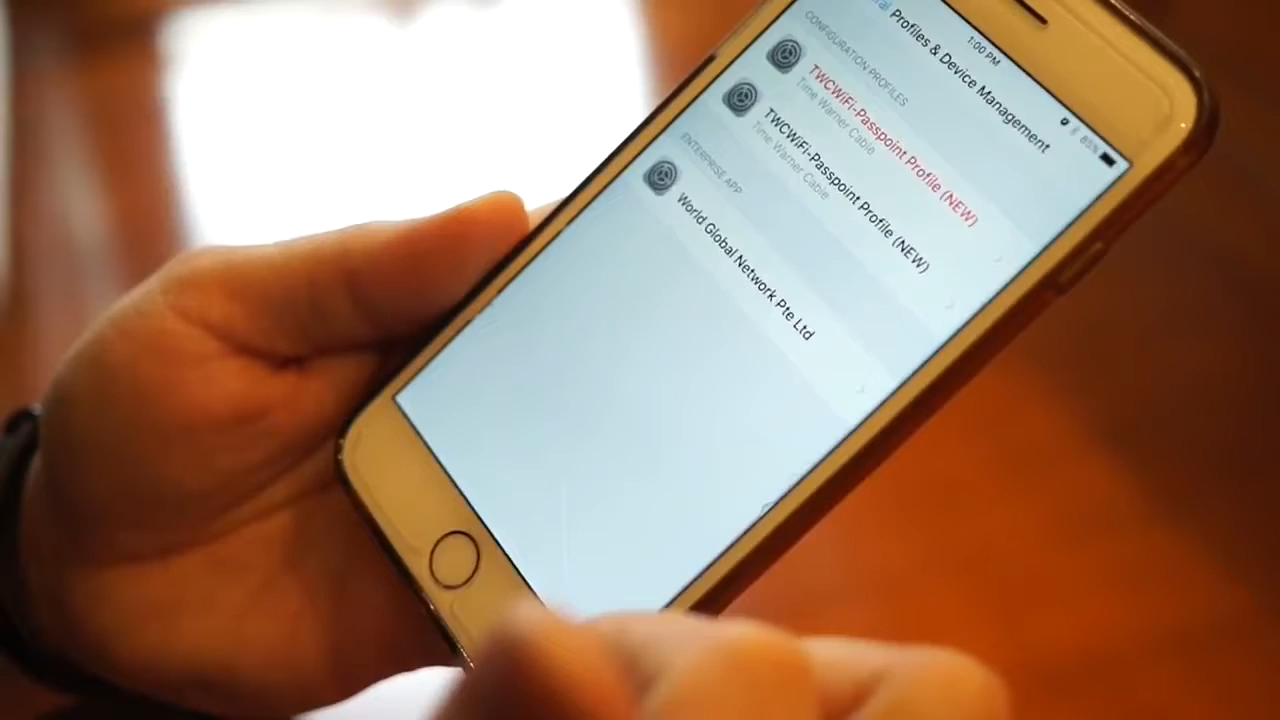 1:00 PM
85%
Profiles & Device Management
CONFIGURATION PROFILES
TWCWiFi-Passpoint Profile (NEW)
Time Warner Cable
TWCWiFi-Passpoint Profile (NEW)
Time Warner Cable
ENTERPRISE APP
World Global Network Pte Ltd